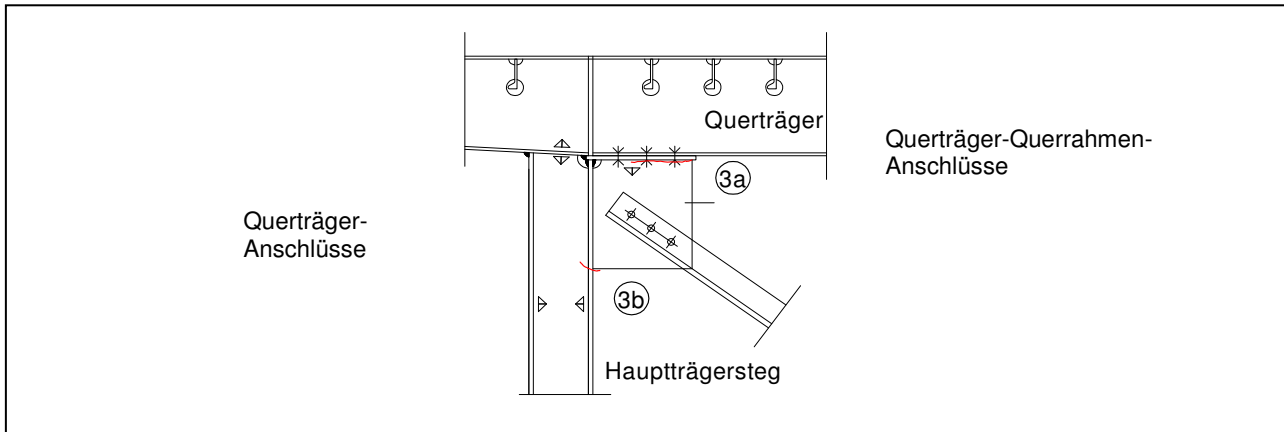 Querträger
Querträger-Querrahmen-
Anschlüsse
3a
Querträger-
Anschlüsse
3b
Hauptträgersteg